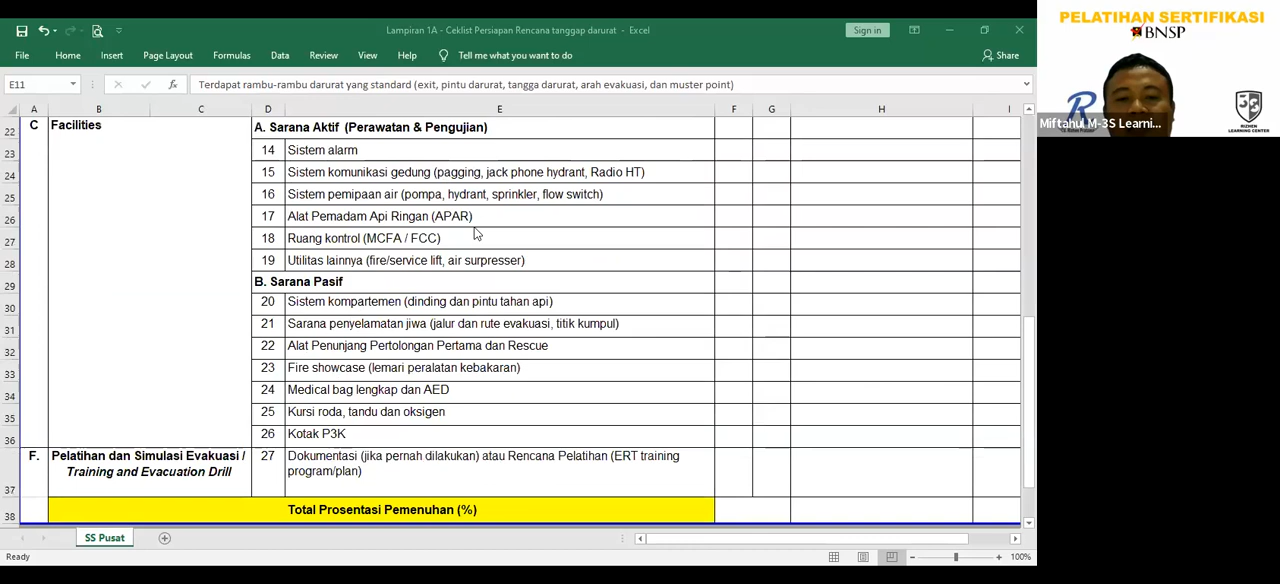 Lampiran 1A - Ceklist Persiapan Rencana tanggap darurat - Excel
Sign in
File Home Insert Page Layout Formulas Data Review View Help Tell me what you want to do Share
E11 fx Terdapat rambu-rambu darurat yang standard (exit, pintu darurat, tangga darurat, arah evakuasi, dan muster point)
A B C D E F G H I
22 C Facilities A. Sarana Aktif (Perawatan & Pengujian)
23 14 Sistem alarm
24 15 Sistem komunikasi gedung (pagging, jack phone hydrant, Radio HT)
25 16 Sistem pemipaan air (pompa, hydrant, sprinkler, flow switch)
26 17 Alat Pemadam Api Ringan (APAR)
27 18 Ruang kontrol (MCFA / FCC)
28 19 Utilitas lainnya (fire/service lift, air surpresser)
29 B. Sarana Pasif
30 20 Sistem kompartemen (dinding dan pintu tahan api)
31 21 Sarana penyelamatan jiwa (jalur dan rute evakuasi, titik kumpul)
32 22 Alat Penunjang Pertolongan Pertama dan Rescue
33 23 Fire showcase (lemari peralatan kebakaran)
34 24 Medical bag lengkap dan AED
35 25 Kursi roda, tandu dan oksigen
36 26 Kotak P3K
F. Pelatihan dan Simulasi Evakuasi / 27 Dokumentasi (jika pernah dilakukan) atau Rencana Pelatihan (ERT training
Training and Evacuation Drill program/plan)
37
38 Total Prosentasi Pemenuhan (%)
SS Pusat
Ready 100%
PELATIHAN SERTIFIKASI
BNSP
Miftahul M-3S Learni...
RIZHEN
LEARNING CENTER